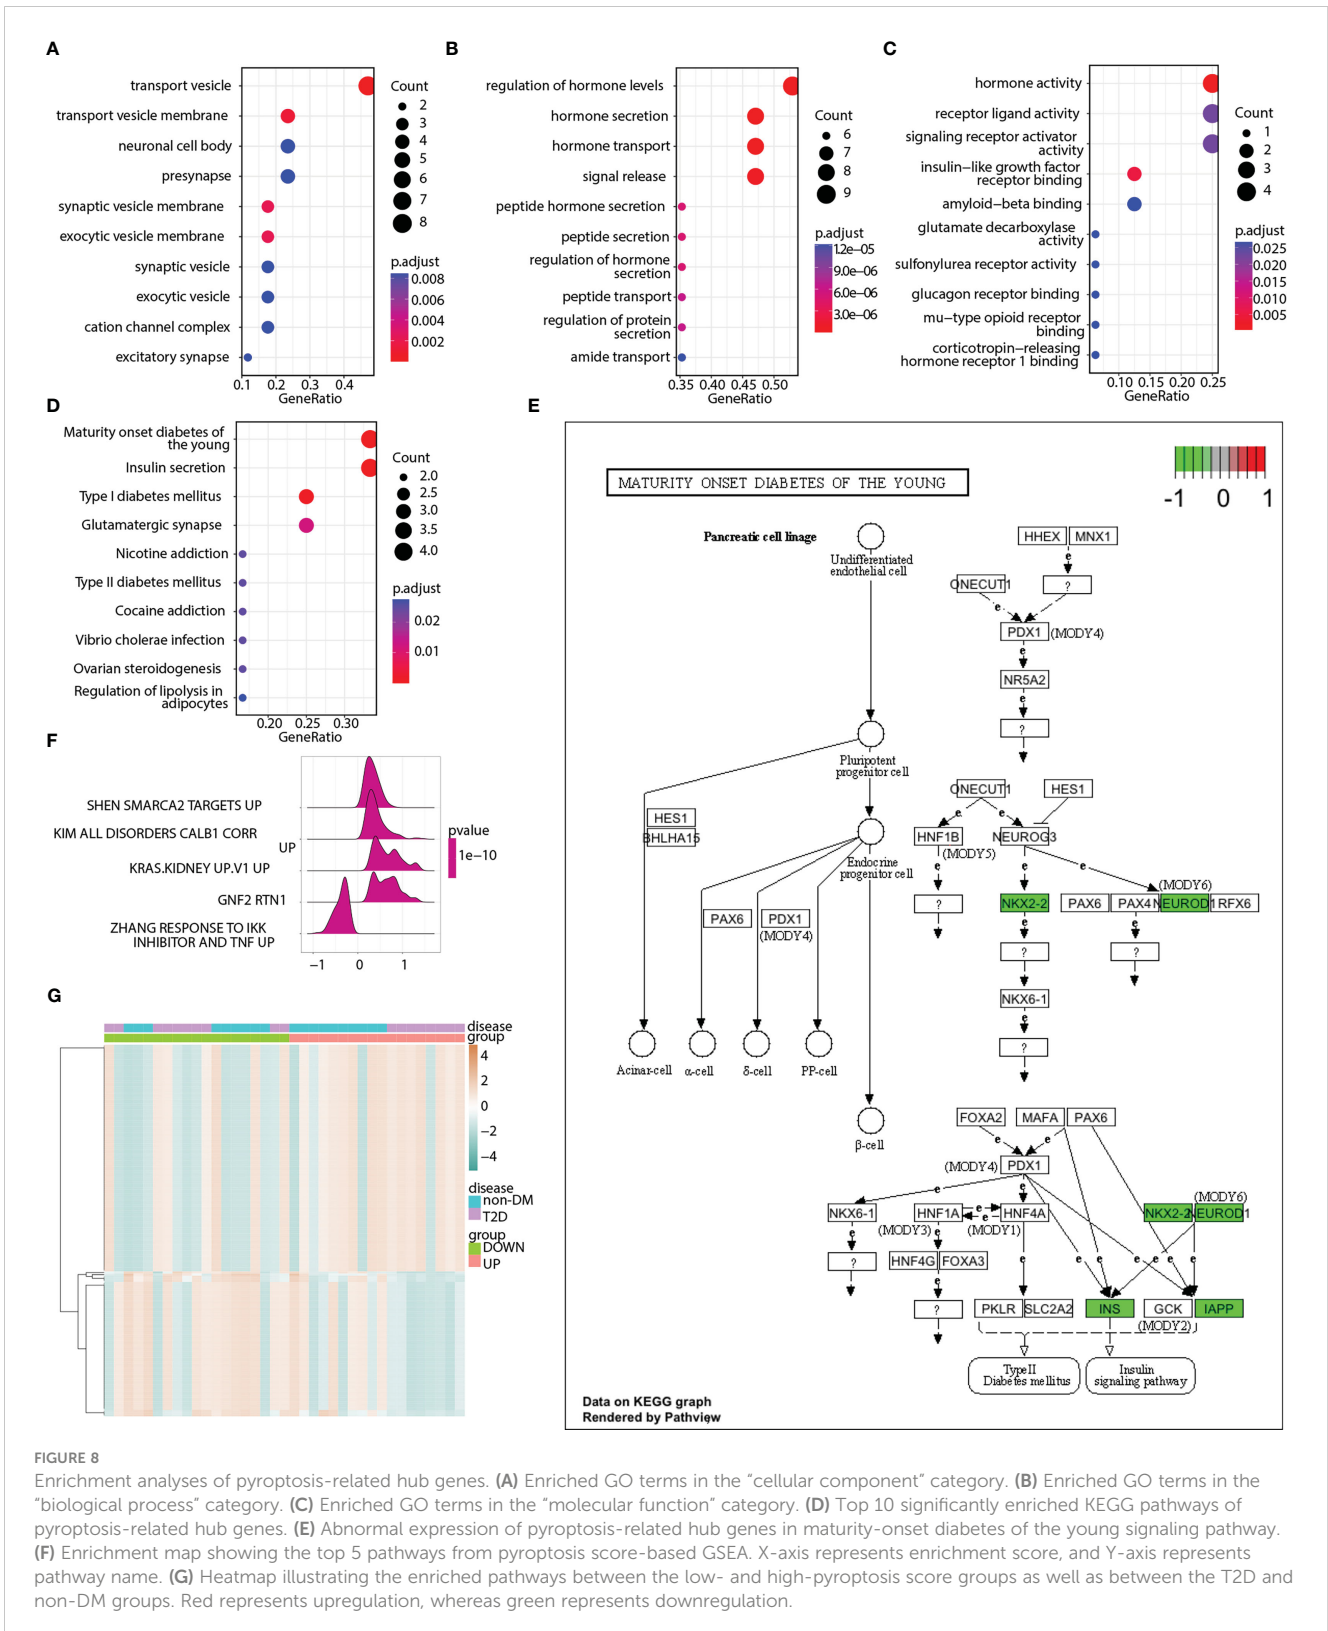 A
transport vesicle
transport vesicle membrane
neuronal cell body
presynapse
synaptic vesicle membrane
exocytic vesicle membrane
synaptic vesicle
exocytic vesicle
cation channel complex
excitatory synapse
0.1 0.2 0.3 0.4
GeneRatio
Count
2
3
4
5
6
7
8
p.adjust
0.008
0.006
0.004
0.002
B
regulation of hormone levels
hormone secretion
hormone transport
signal release
peptide hormone secretion
peptide secretion
regulation of hormone
secretion
peptide transport
regulation of protein
secretion
amide transport
0.35 0.40 0.45 0.50
GeneRatio
Count
6
7
8
9
p.adjust
1.2e−05
9.0e−06
6.0e−06
3.0e−06
C
hormone activity
receptor ligand activity
signaling receptor activator
activity
insulin−like growth factor
receptor binding
amyloid−beta binding
glutamate decarboxylase
activity
sulfonylurea receptor activity
glucagon receptor binding
mu−type opioid receptor
binding
corticotropin−releasing
hormone receptor 1 binding
0.10 0.15 0.20 0.25
GeneRatio
Count
1
2
3
4
p.adjust
0.025
0.020
0.015
0.010
0.005
D
Maturity onset diabetes of
the young
Insulin secretion
Type I diabetes mellitus
Glutamatergic synapse
Nicotine addiction
Type II diabetes mellitus
Cocaine addiction
Vibrio cholerae infection
Ovarian steroidogenesis
Regulation of lipolysis in
adipocytes
0.20 0.25 0.30
GeneRatio
Count
2.0
2.5
3.0
3.5
4.0
p.adjust
0.02
0.01
E
MATURITY ONSET DIABETES OF THE YOUNG
-1 0 1
Pancreatic cell linage
Undifferentiated
endothelial cell
HHEX MNX1
e
ONECUT1 ?
e
PDX1 (MODY4)
e
NR5A2
e
?
Pluripotent
progenitor cell
ONECUT1 HES1
e e
HES1
BHLHA15
HNF1B NEUROG3
(MODY5)
Endocrine
progenitor cell
e e e
(MODY6)
? NKX2-2 PAX6 PAX4 NEUROD1 RFX6
PAX6 PDX1
(MODY4)
e e
? ?
NKX6-1
e
?
Acinar-cell α-cell δ-cell PP-cell
FOXA2 MAFA PAX6
β-cell
e e
(MODY4) PDX1
e e
(MODY6)
NKX6-1 HNF1A e HNF4A NKX2-2 NEUROD1
(MODY3) e (MODY1)
e e
? HNF4G FOXA3 e e e e e e
e
? PKLR SLC2A2 INS GCK IAPP
(MODY2)
Type II
Diabetes mellitus
Insulin
signaling pathway
Data on KEGG graph
Rendered by Pathview
F
SHEN SMARCA2 TARGETS UP
KIM ALL DISORDERS CALB1 CORR
UP
KRAS.KIDNEY UP.V1 UP
GNF2 RTN1
ZHANG RESPONSE TO IKK
INHIBITOR AND TNF UP
−1 0 1
pvalue
1e−10
G
disease
group
4
2
0
−2
−4
disease
non-DM
T2D
group
DOWN
UP
FIGURE 8
Enrichment analyses of pyroptosis-related hub genes. (A) Enriched GO terms in the “cellular component” category. (B) Enriched GO terms in the
“biological process” category. (C) Enriched GO terms in the “molecular function” category. (D) Top 10 significantly enriched KEGG pathways of
pyroptosis-related hub genes. (E) Abnormal expression of pyroptosis-related hub genes in maturity-onset diabetes of the young signaling pathway.
(F) Enrichment map showing the top 5 pathways from pyroptosis score-based GSEA. X-axis represents enrichment score, and Y-axis represents
pathway name. (G) Heatmap illustrating the enriched pathways between the low- and high-pyroptosis score groups as well as between the T2D and
non-DM groups. Red represents upregulation, whereas green represents downregulation.